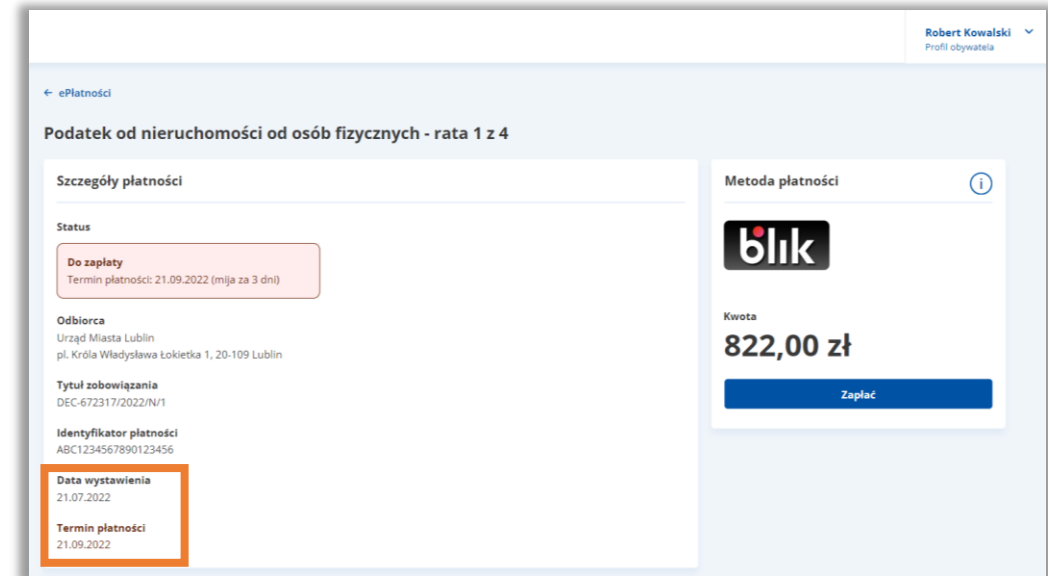 Robert Kowalski
Profil obywatela
← ePłatności
Podatek od nieruchomości od osób fizycznych - rata 1 z 4
Szczegóły płatności
Status
Do zapłaty
Termin płatności: 21.09.2022 (mija za 3 dni)
Odbiorca
Urząd Miasta Lublin
pl. Króla Władysława Łokietka 1, 20-109 Lublin
Tytuł zobowiązania
DEC-672317/2022/N/1
Identyfikator płatności
ABC1234567890123456
Data wystawienia
21.07.2022
Termin płatności
21.09.2022
Metoda płatności
i
blik
Kwota
822,00 zł
Zapłać